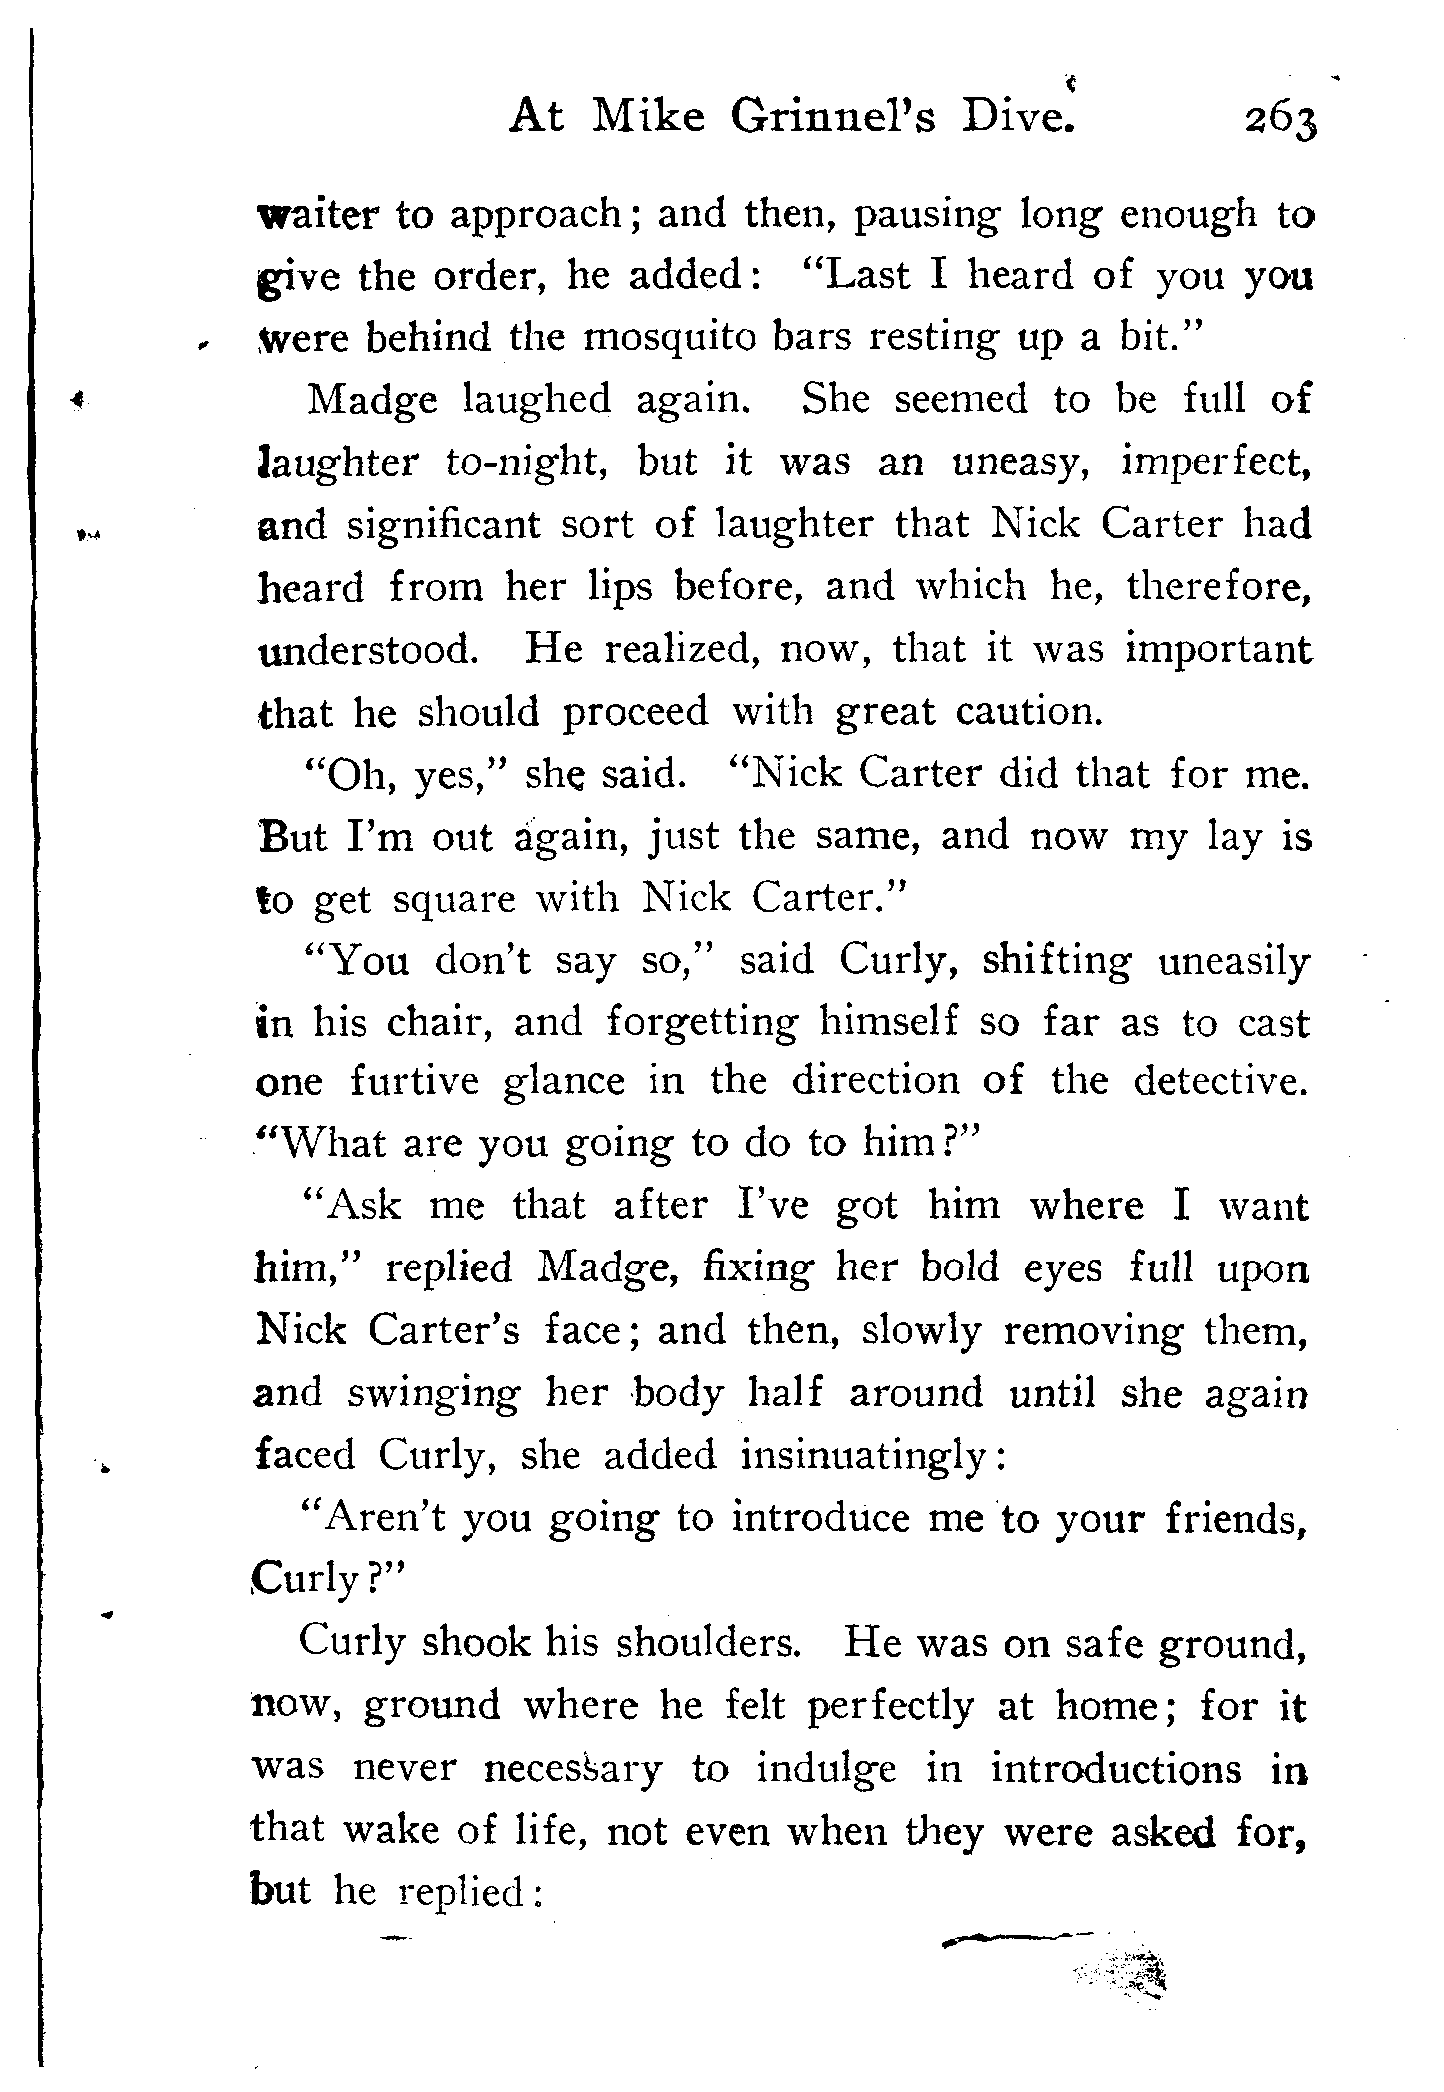 At Mike Grinnel's Dive. 263
waiter to approach; and then, pausing long enough to
give the order, he added: "Last I heard of you you
were behind the mosquito bars resting up a bit."
Madge laughed again. She seemed to be full of
laughter to-night, but it was an uneasy, imperfect,
and significant sort of laughter that Nick Carter had
heard from her lips before, and which he, therefore,
understood. He realized, now, that it was important
that he should proceed with great caution.
"Oh, yes," she said. "Nick Carter did that for me.
But I'm out again, just the same, and now my lay is
to get square with Nick Carter."
"You don't say so," said Curly, shifting uneasily
in his chair, and forgetting himself so far as to cast
one furtive glance in the direction of the detective.
"What are you going to do to him?"
"Ask me that after I've got him where I want
him," replied Madge, fixing her bold eyes full upon
Nick Carter's face; and then, slowly removing them,
and swinging her body half around until she again
faced Curly, she added insinuatingly:
"Aren't you going to introduce me to your friends,
Curly?"
Curly shook his shoulders. He was on safe ground,
now, ground where he felt perfectly at home; for it
was never necessary to indulge in introductions in
that wake of life, not even when they were asked for,
but he replied: